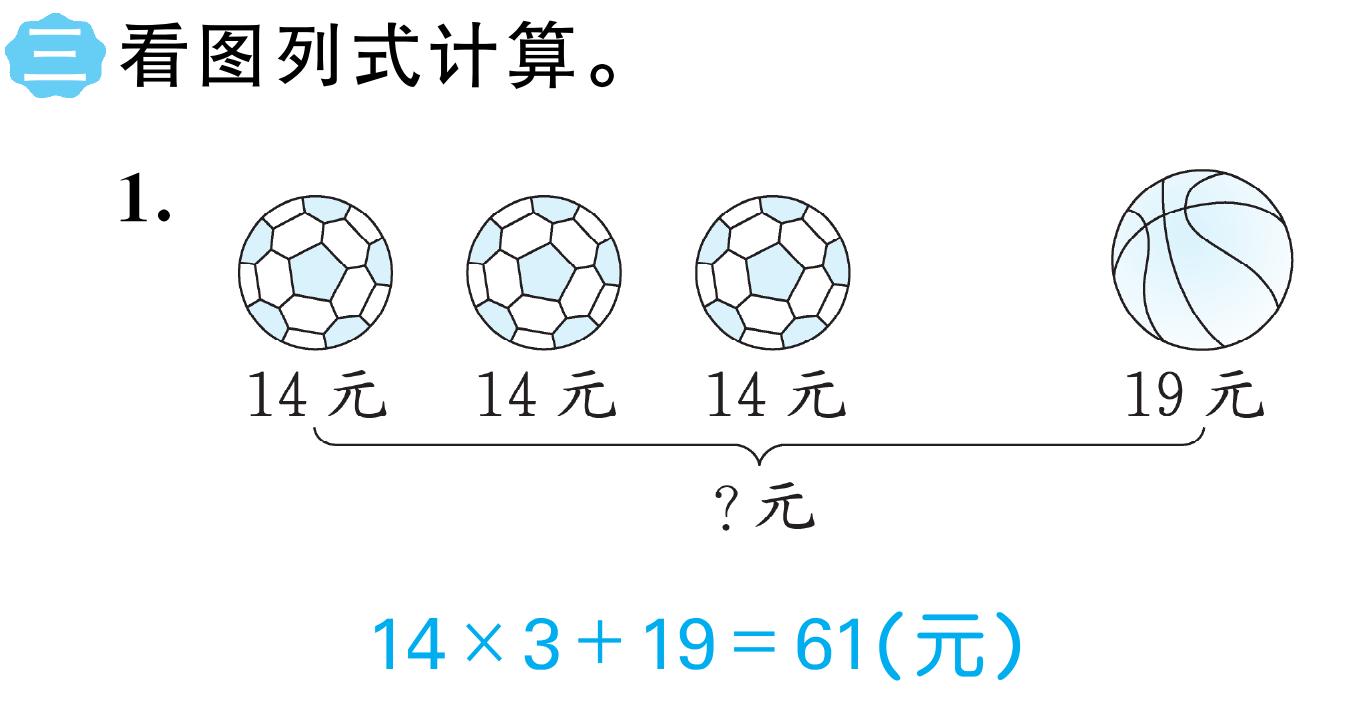 三 看图列式计算。
1.
14 元 14 元 14 元 19 元
? 元
14×3+19=61(元)